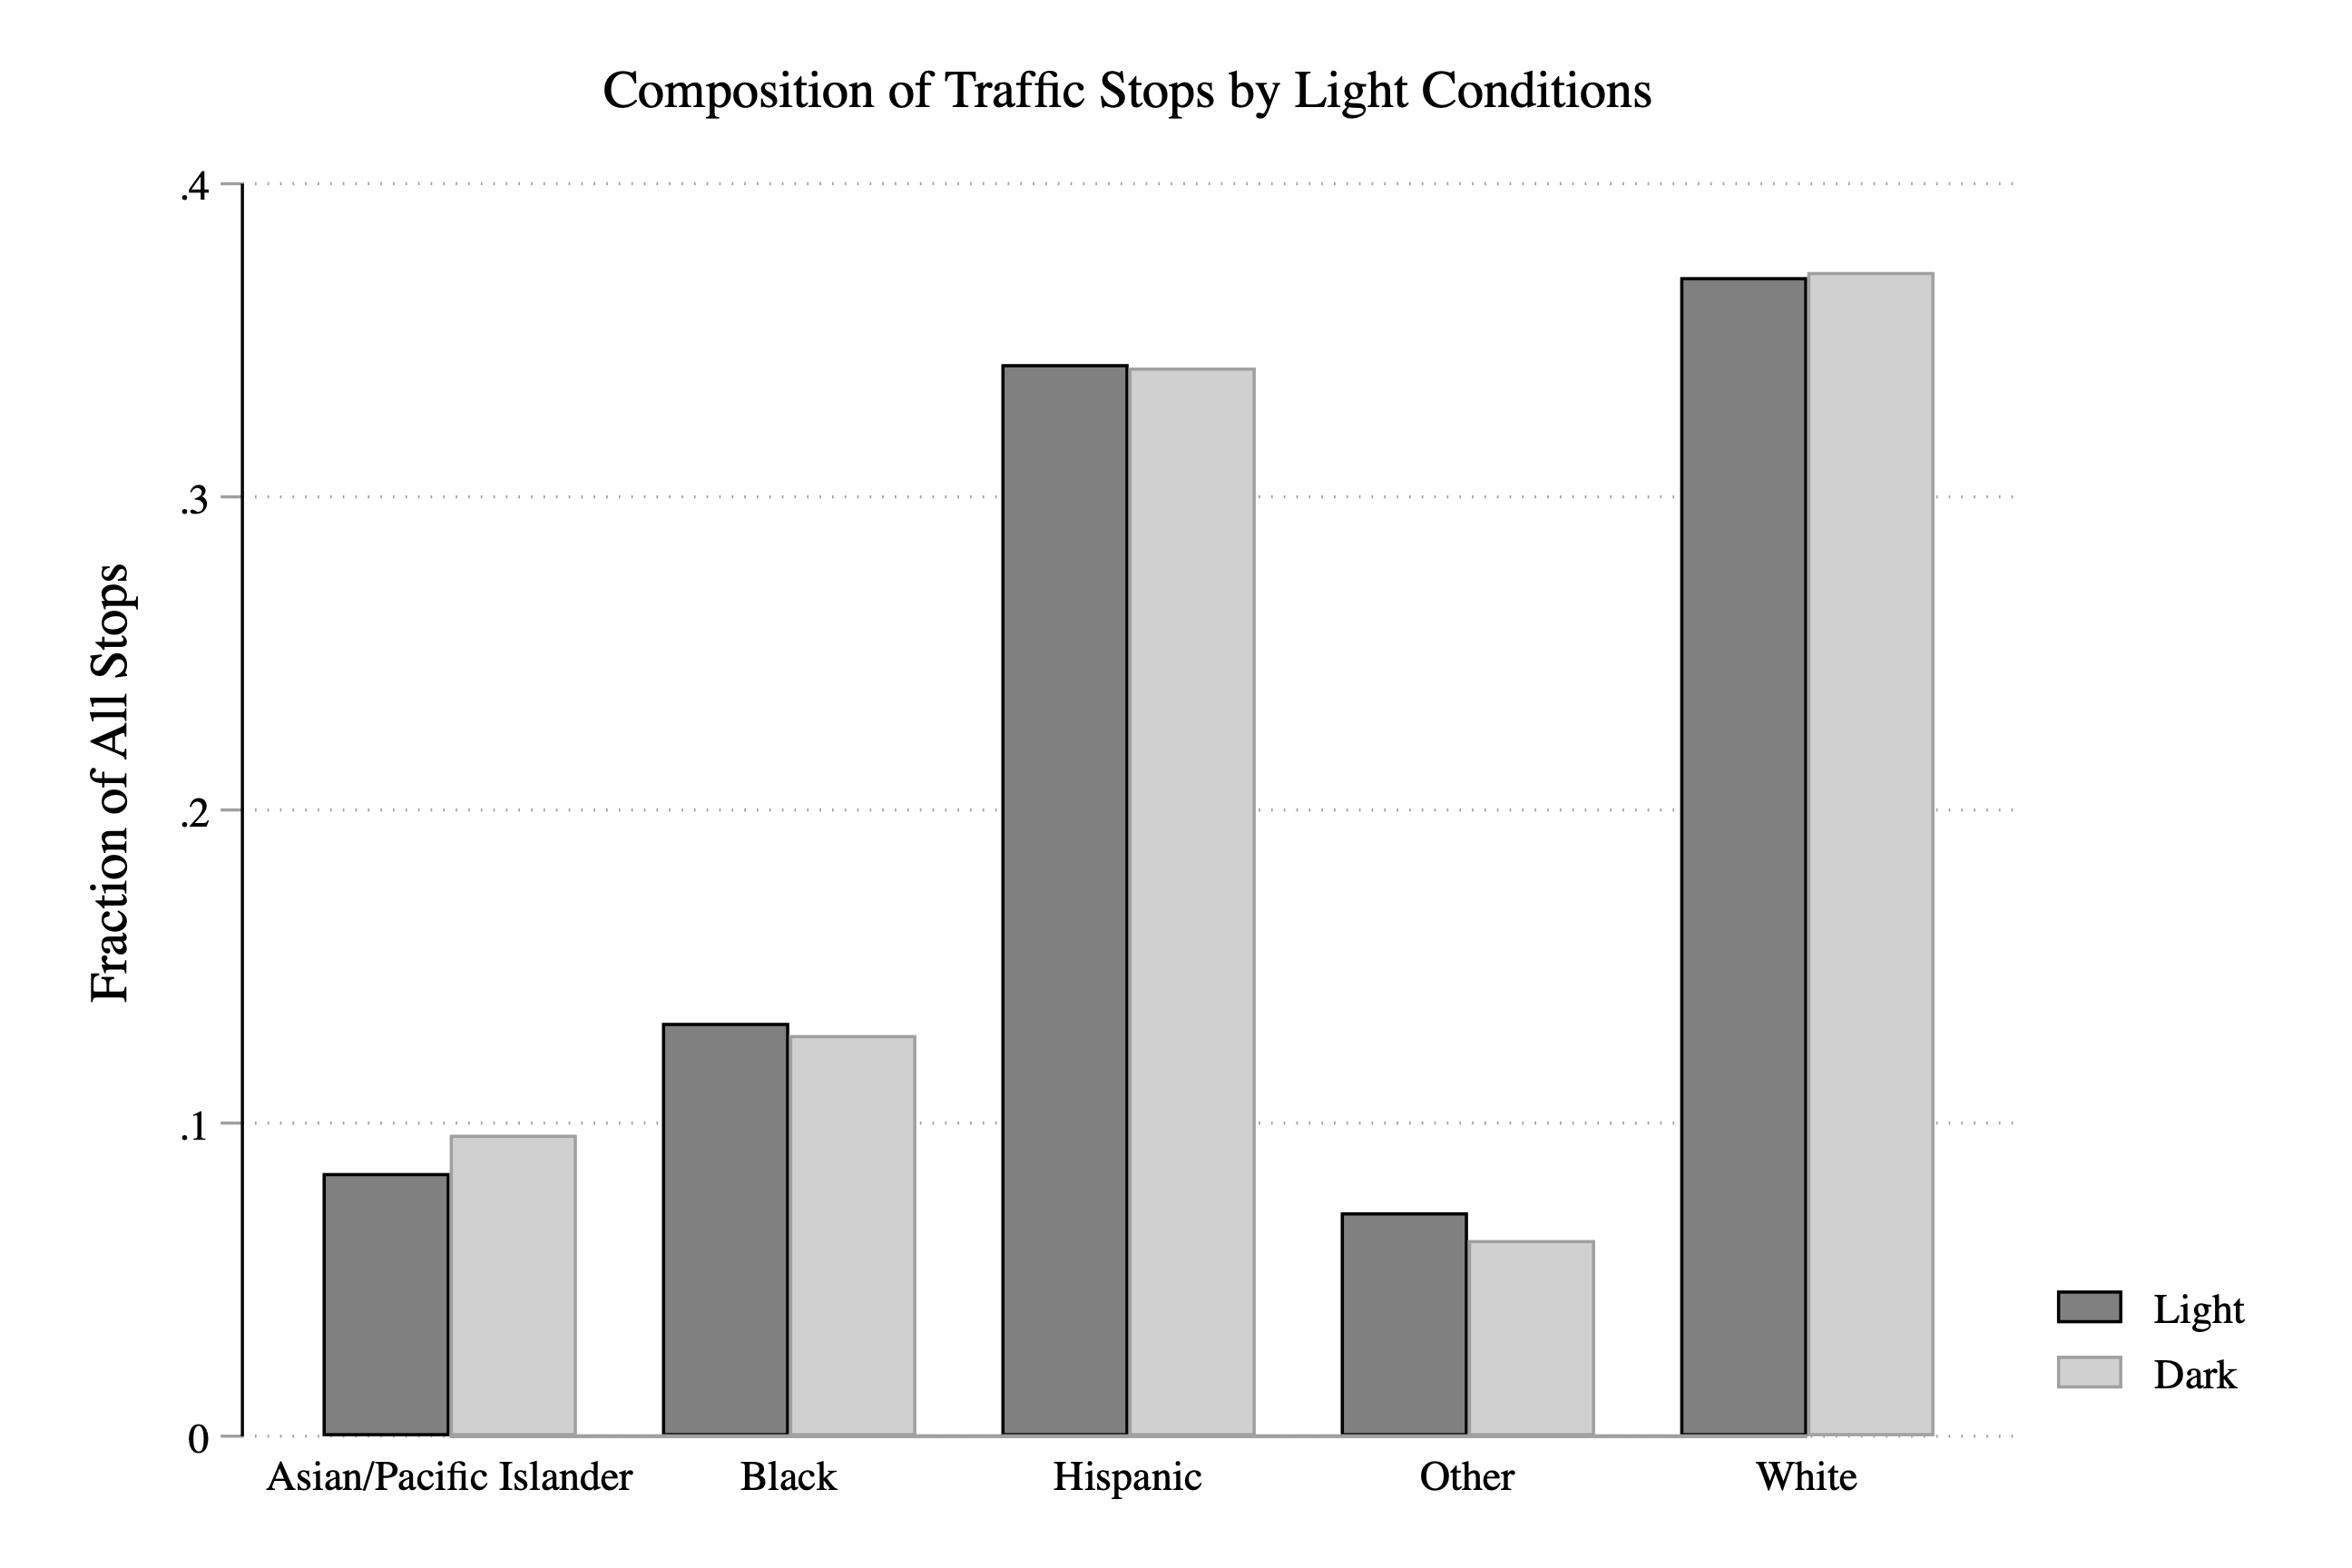 Composition of Traffic Stops by Light Conditions
Fraction of All Stops
.4
.3
.2
.1
0
Asian/Pacific Islander Black Hispanic Other White
Light
Dark